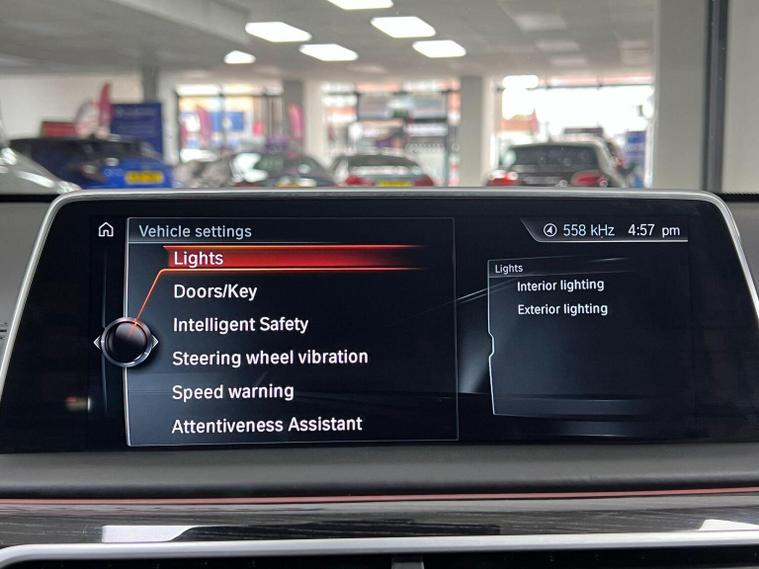 Vehicle settings
558 kHz 4:57 pm
Lights
Doors/Key
Intelligent Safety
Steering wheel vibration
Speed warning
Attentiveness Assistant
Lights
Interior lighting
Exterior lighting